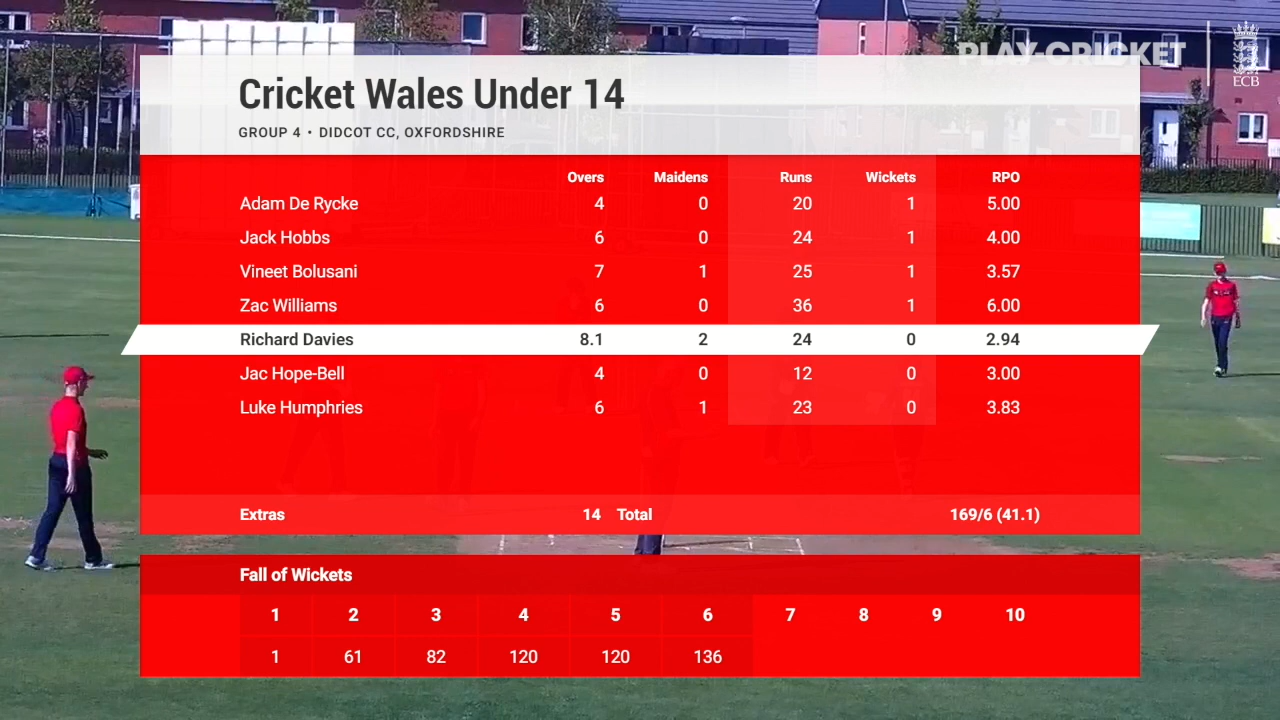 PLAY-CRICKET
ECB
Cricket Wales Under 14
GROUP 4 • DIDCOT CC, OXFORDSHIRE
Overs Maidens Runs Wickets RPO
Adam De Rycke 4 0 20 1 5.00
Jack Hobbs 6 0 24 1 4.00
Vineet Bolusani 7 1 25 1 3.57
Zac Williams 6 0 36 1 6.00
Richard Davies 8.1 2 24 0 2.94
Jac Hope-Bell 4 0 12 0 3.00
Luke Humphries 6 1 23 0 3.83
Extras 14 Total 169/6 (41.1)
Fall of Wickets
1 2 3 4 5 6 7 8 9 10
1 61 82 120 120 136